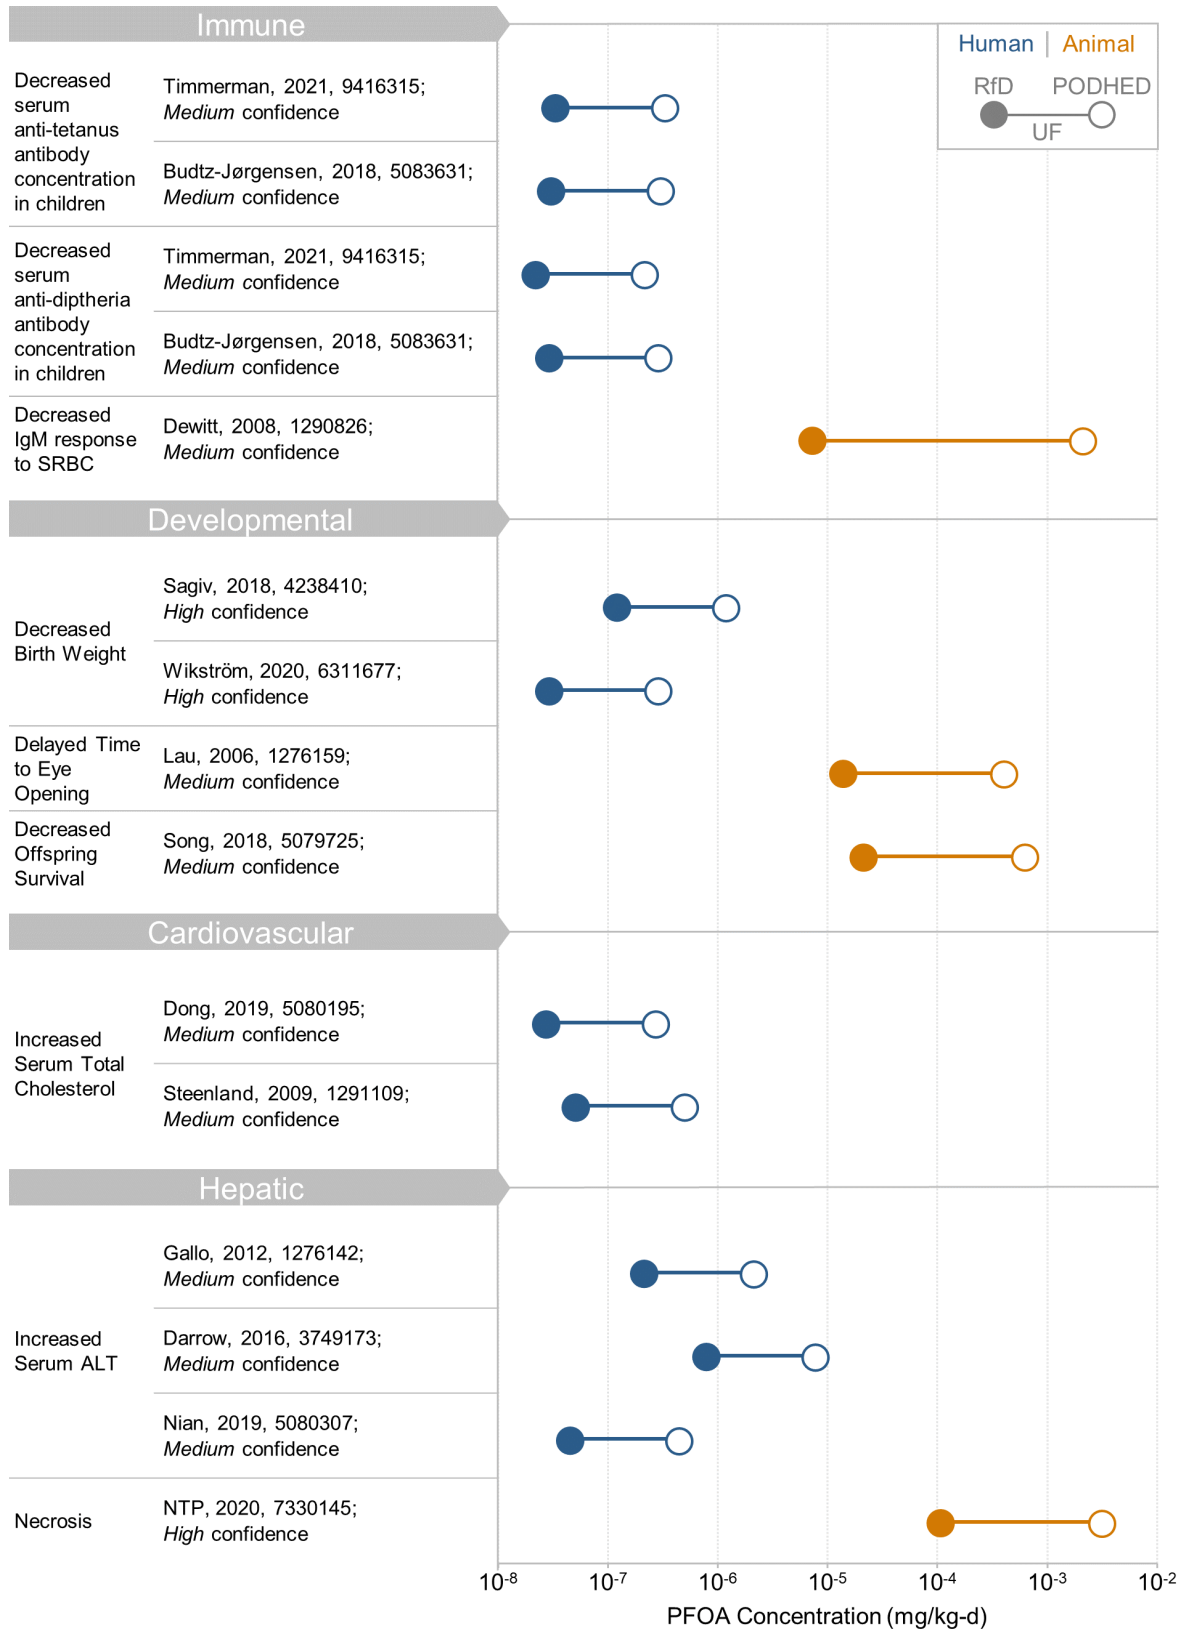 Immune
Human | Animal
RfD PODHED
UF
Decreased
serum
anti-tetanus
antibody
concentration
in children
Timmerman, 2021, 9416315;
Medium confidence
Budtz-Jørgensen, 2018, 5083631;
Medium confidence
Decreased
serum
anti-diptheria
antibody
concentration
in children
Timmerman, 2021, 9416315;
Medium confidence
Budtz-Jørgensen, 2018, 5083631;
Medium confidence
Decreased
IgM response
to SRBC
Dewitt, 2008, 1290826;
Medium confidence
Developmental
Decreased
Birth Weight
Sagiv, 2018, 4238410;
High confidence
Wikström, 2020, 6311677;
High confidence
Delayed Time
to Eye
Opening
Lau, 2006, 1276159;
Medium confidence
Decreased
Offspring
Survival
Song, 2018, 5079725;
Medium confidence
Cardiovascular
Increased
Serum Total
Cholesterol
Dong, 2019, 5080195;
Medium confidence
Steenland, 2009, 1291109;
Medium confidence
Hepatic
Increased
Serum ALT
Gallo, 2012, 1276142;
Medium confidence
Darrow, 2016, 3749173;
Medium confidence
Nian, 2019, 5080307;
Medium confidence
Necrosis
NTP, 2020, 7330145;
High confidence
10-8 10-7 10-6 10-5 10-4 10-3 10-2
PFOA Concentration (mg/kg-d)